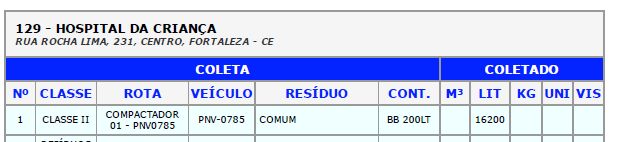 129 - HOSPITAL DA CRIANÇA
RUA ROCHA LIMA, 231, CENTRO, FORTALEZA - CE
COLETA COLETADO
Nº CLASSE ROTA VEÍCULO RESÍDUO CONT. M³ LIT KG UNI VIS
1 CLASSE II COMPACTADOR 01 - PNV0785 PNV-0785 COMUM BB 200LT 16200